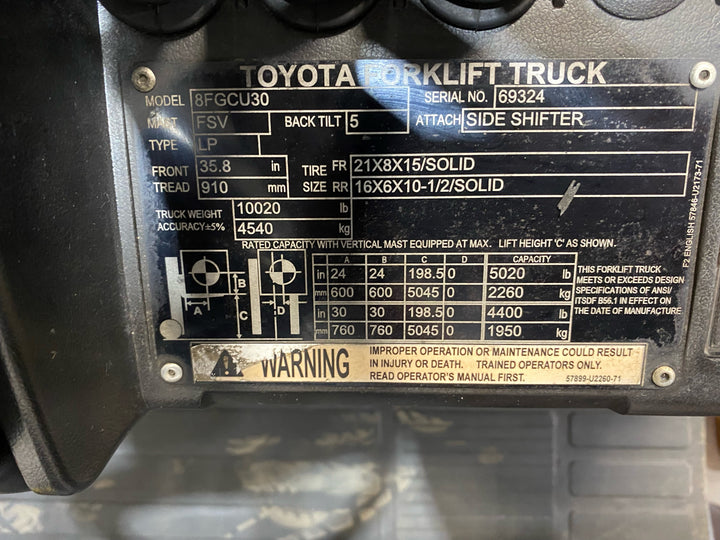 TOYOTA FORKLIFT TRUCK
MODEL 8FGCU30 SERIAL NO. 69324
MAST FSV BACK TILT 5 ATTACH SIDE SHIFTER
TYPE LP
FRONT TREAD 35.8 in 910 mm
TIRE SIZE FR 21X8X15/SOLID
RR 16X6X10-1/2/SOLID
TRUCK WEIGHT 10020 lb
ACCURACY±5% 4540 kg
RATED CAPACITY WITH VERTICAL MAST EQUIPPED AT MAX. LIFT HEIGHT 'C' AS SHOWN.
A B C D CAPACITY
in 24 24 198.5 0 5020 lb
mm 600 600 5045 0 2260 kg
in 30 30 198.5 0 4400 lb
mm 760 760 5045 0 1950 kg
A B C D
THIS FORKLIFT TRUCK
MEETS OR EXCEEDS DESIGN
SPECIFICATIONS OF ANSI/
ITSDF B56.1 IN EFFECT ON
THE DATE OF MANUFACTURE
F2 ENGLISH 57846-U2173-71
WARNING
IMPROPER OPERATION OR MAINTENANCE COULD RESULT
IN INJURY OR DEATH. TRAINED OPERATORS ONLY.
READ OPERATOR'S MANUAL FIRST. 57899-U2260-71